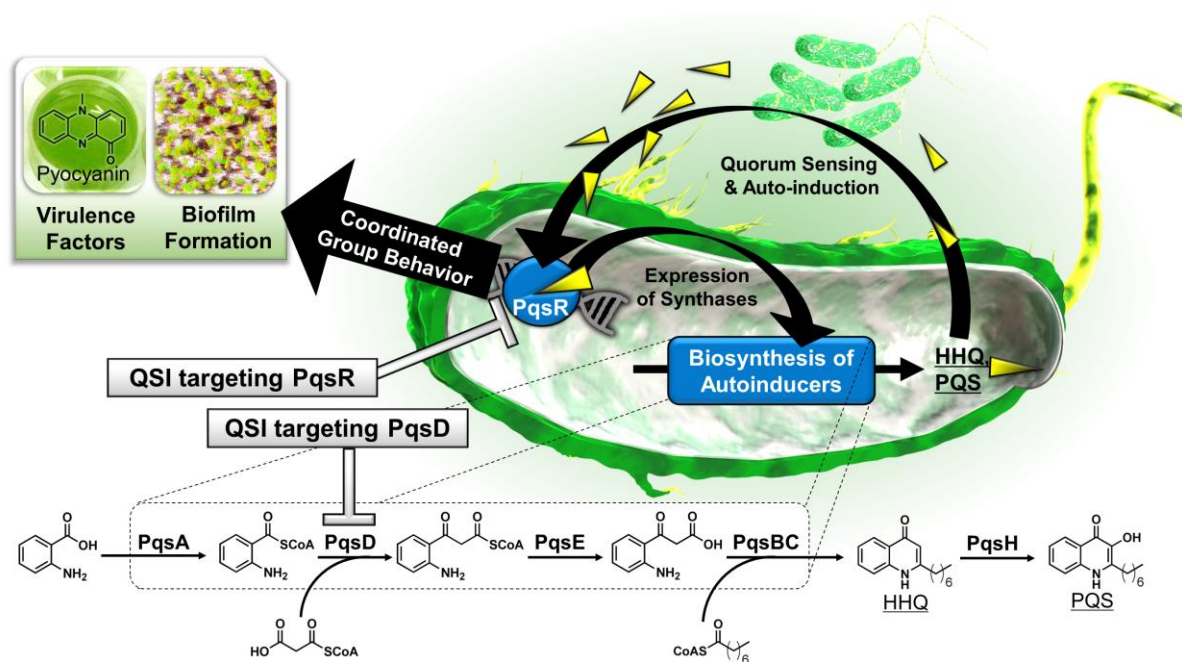 Pyocyanin
N
N
O
Virulence
Factors
Biofilm
Formation
Coordinated
Group Behavior
Quorum Sensing
& Auto-induction
PqsR
Expression
of Synthases
Biosynthesis of
Autoinducers
HHQ,
PQS
QSI targeting PqsR
QSI targeting PqsD
O
OH
NH2
PqsA
O
SCoA
NH2
PqsD
O O
SCoA
NH2
PqsE
O O
OH
NH2
PqsBC
O
N
H
( )6
HHQ
PqsH
O
OH
N
H
( )6
PQS
O O
HO SCoA
O
CoAS ( )6